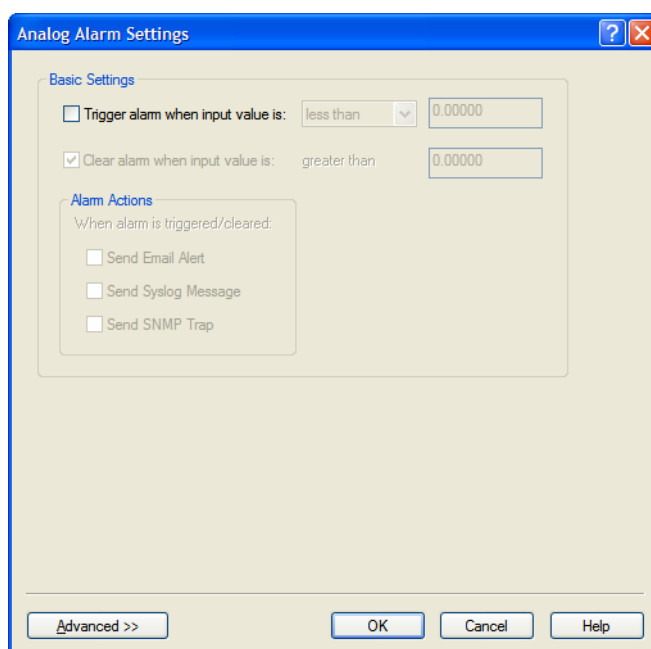 Analog Alarm Settings
Basic Settings
Trigger alarm when input value is: less than 0.00000
Clear alarm when input value is: greater than 0.00000
Alarm Actions
When alarm is triggered/cleared:
Send Email Alert
Send Syslog Message
Send SNMP Trap
Advanced >> OK Cancel Help